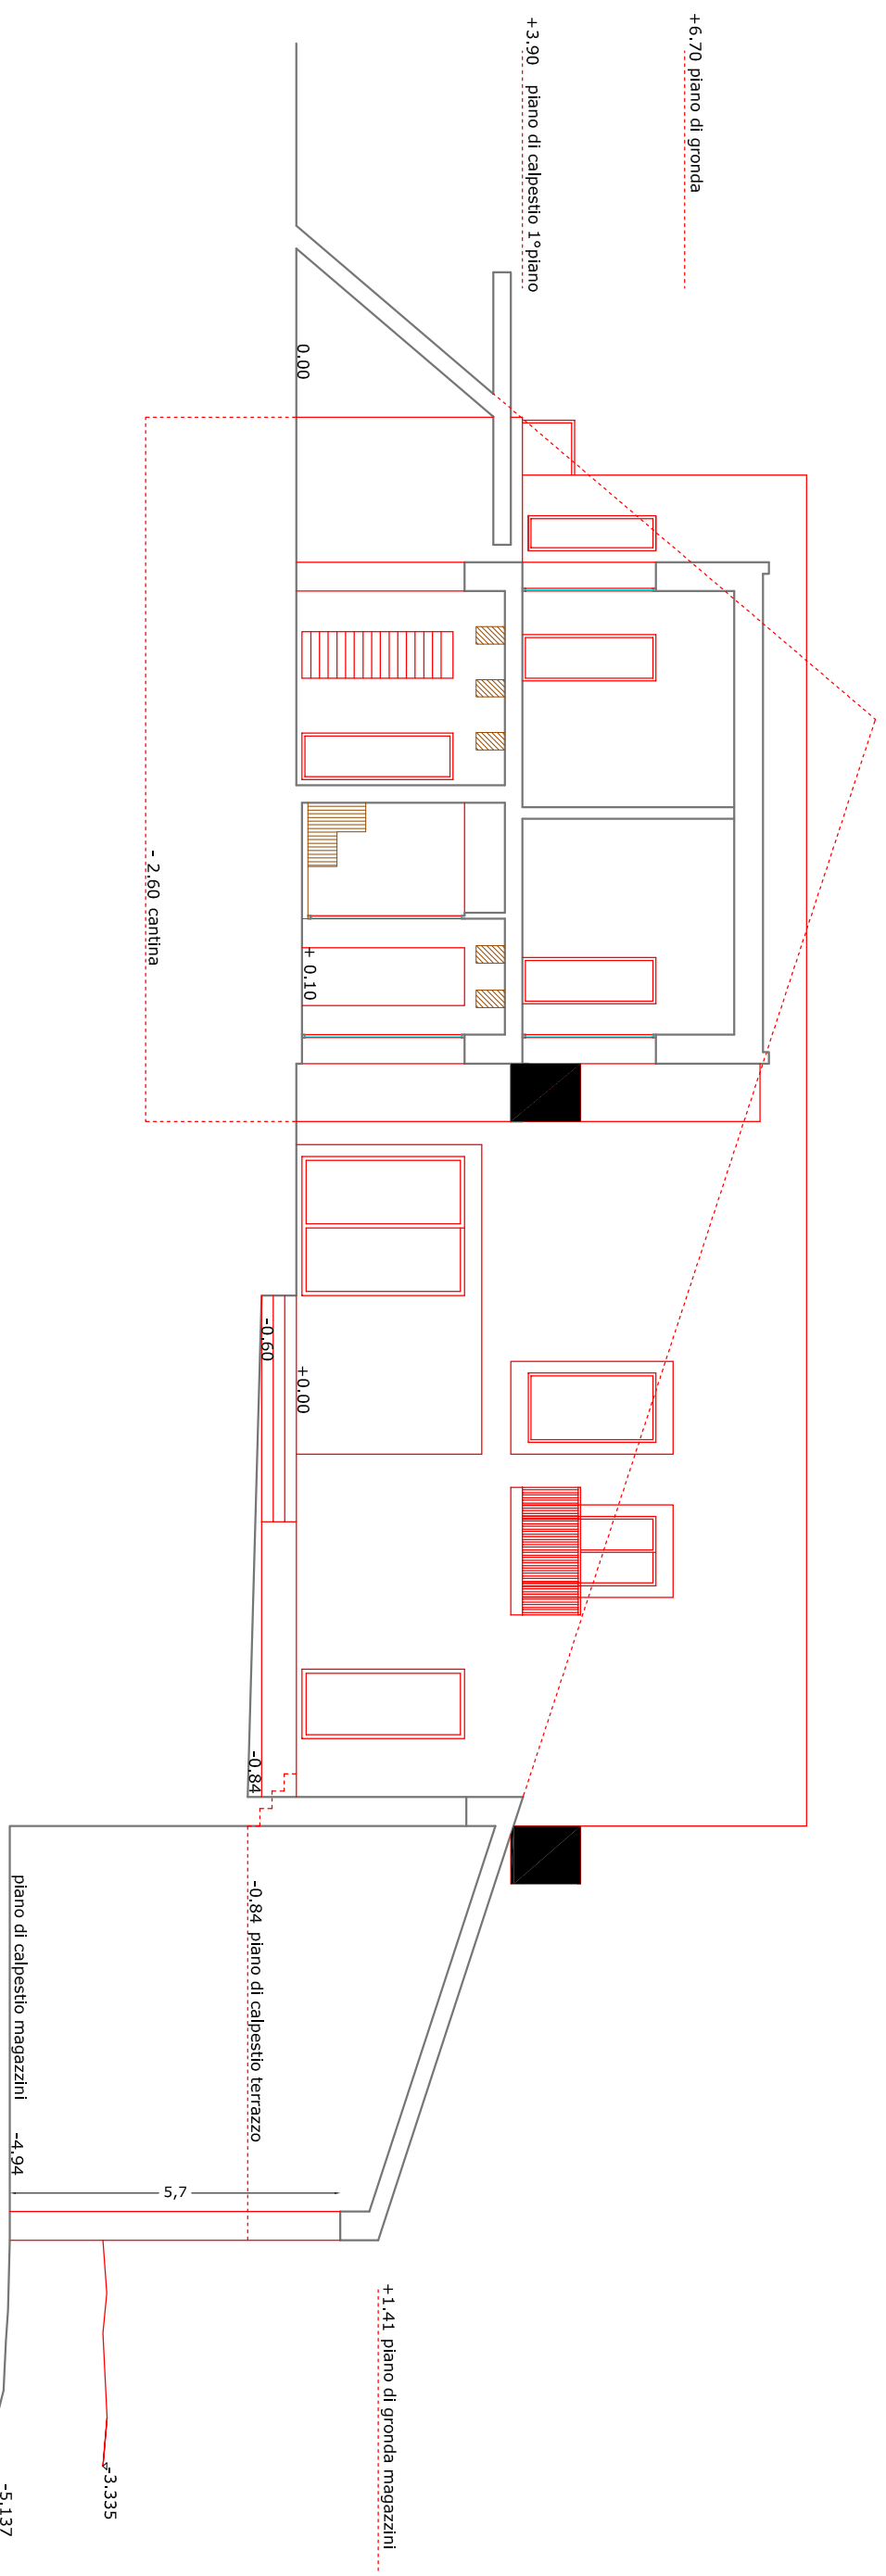 +6.70 piano di gronda
+3.90 piano di calpestio 1°piano
0.00
- 2.60 cantina
+ 0.10
-0.60
+0.00
-0.84
-0.84 piano di calpestio terrazzo
piano di calpestio magazzini -4.94
5,7
+1.41 piano di gronda magazzini
-3.335
-5.137